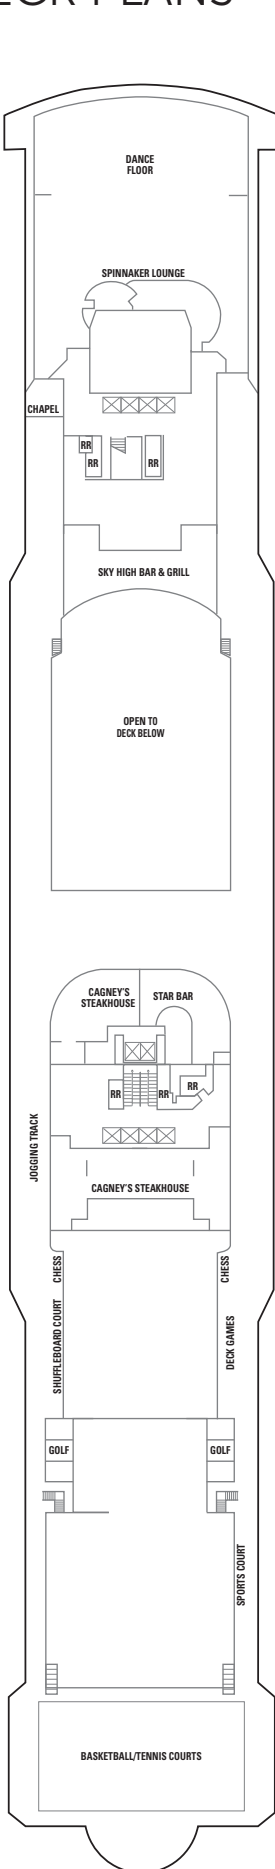 DECK PLANS
DANCE
FLOOR
SPINNAKER LOUNGE
CHAPEL
RR
RR
RR
SKY HIGH BAR & GRILL
OPEN TO
DECK BELOW
CAGNEY'S
STEAKHOUSE
STAR BAR
RR
RR
RR
JOGGING TRACK
CAGNEY'S STEAKHOUSE
CHESS
CHESS
SHUFFLEBOARD COURT
DECK GAMES
GOLF
GOLF
SPORTS COURT
BASKETBALL/TENNIS COURTS